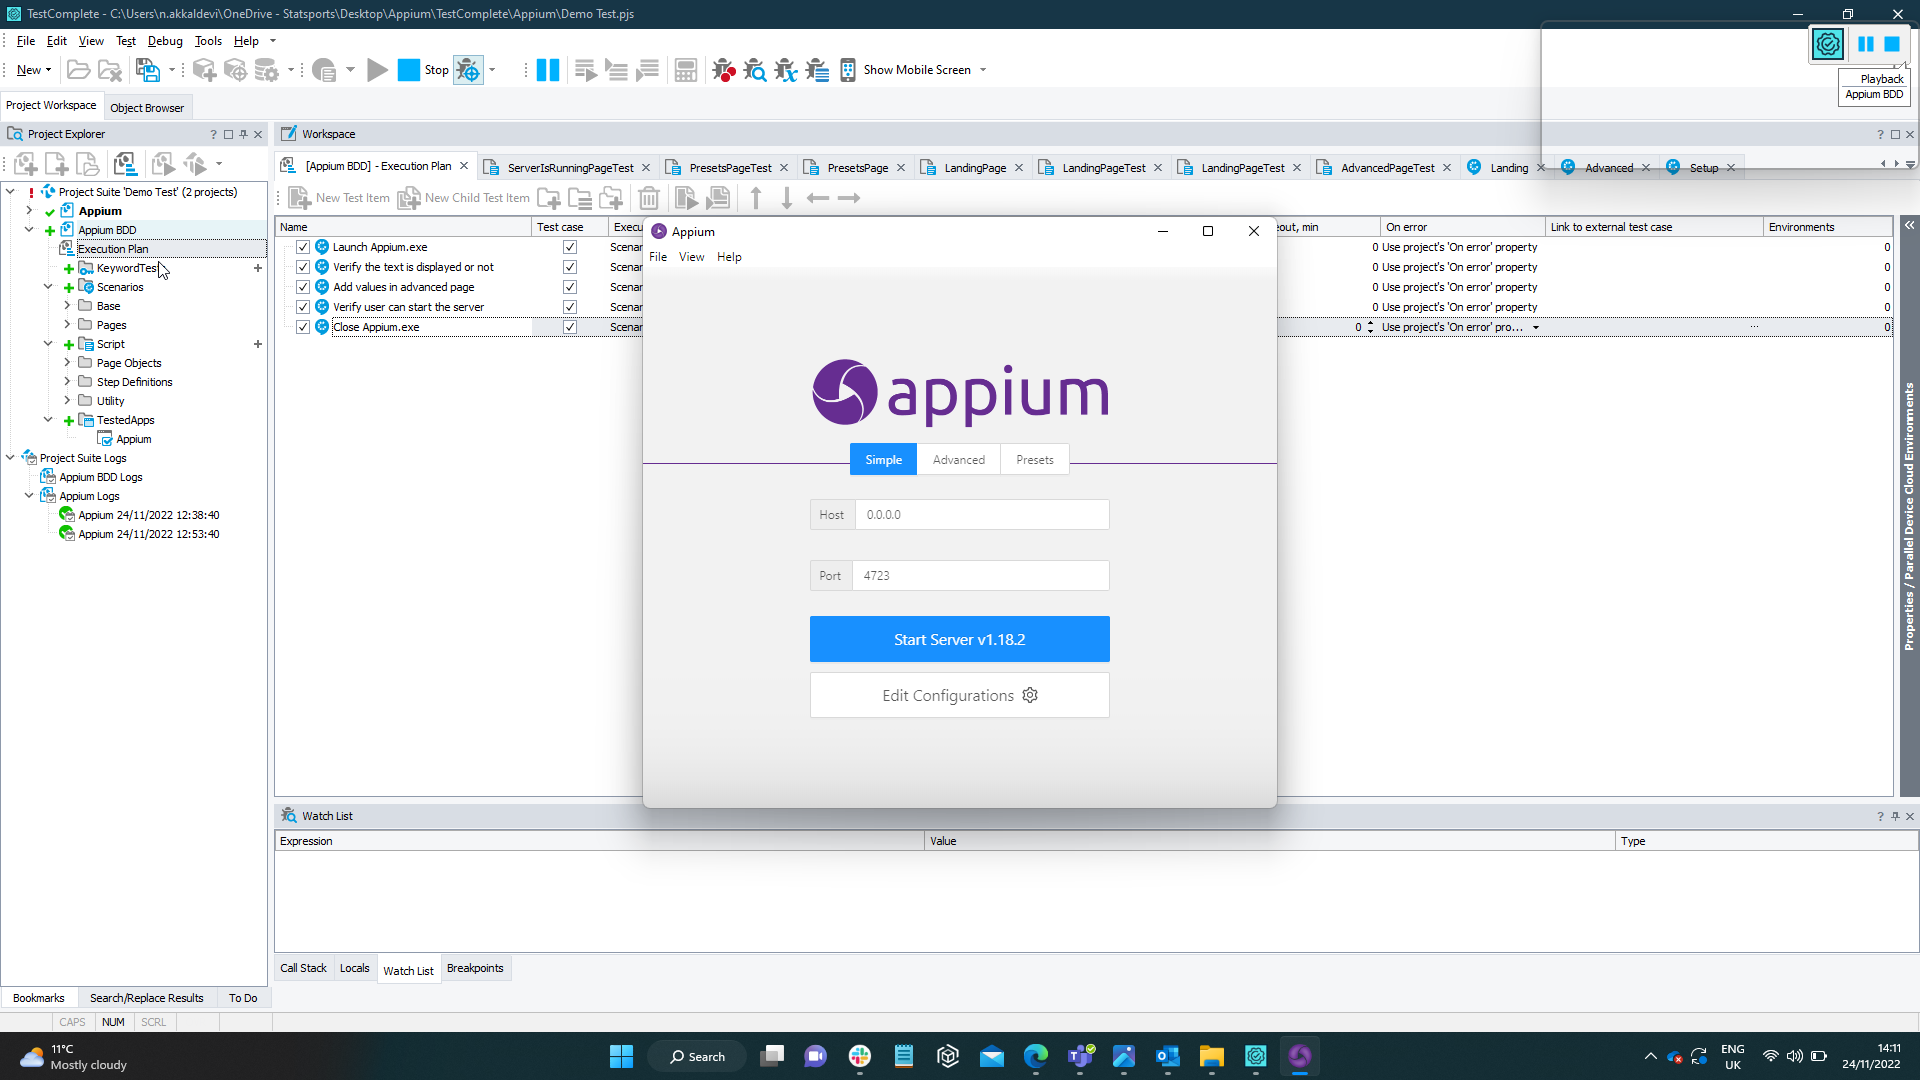 TestComplete - C:\Users\n.akkaldevi\OneDrive - Statsports\Desktop\Appium\TestComplete\Appium\Demo Test.pjs
File Edit View Test Debug Tools Help
New Stop Show Mobile Screen
Playback
Appium BDD
Project Workspace Object Browser
Project Explorer
Workspace
[Appium BDD] - Execution Plan ServerIsRunningPageTest PresetsPageTest PresetsPage LandingPage LandingPageTest LandingPageTest AdvancedPageTest Landing Advanced Setup
New Test Item New Child Test Item
Project Suite 'Demo Test' (2 projects)
Appium
Appium BDD
Execution Plan
KeywordTes
Scenarios
Base
Pages
Script
Page Objects
Step Definitions
Utility
TestedApps
Appium
Project Suite Logs
Appium BDD Logs
Appium Logs
Appium 24/11/2022 12:38:40
Appium 24/11/2022 12:53:40
Name Test case Execu eout, min On error Link to external test case Environments
Launch Appium.exe Scenar 0 Use project's 'On error' property 0
Verify the text is displayed or not Scenar 0 Use project's 'On error' property 0
Add values in advanced page Scenar 0 Use project's 'On error' property 0
Verify user can start the server Scenar 0 Use project's 'On error' property 0
Close Appium.exe Scenar 0 Use project's 'On error' pro... ... 0
Appium
File View Help
appium
Simple Advanced Presets
Host 0.0.0.0
Port 4723
Start Server v1.18.2
Edit Configurations
Properties / Parallel Device Cloud Environments
Watch List
Expression Value Type
Call Stack Locals Watch List Breakpoints
Bookmarks Search/Replace Results To Do
CAPS NUM SCRL
11°C
Mostly cloudy
Search
ENG
UK
14:11
24/11/2022